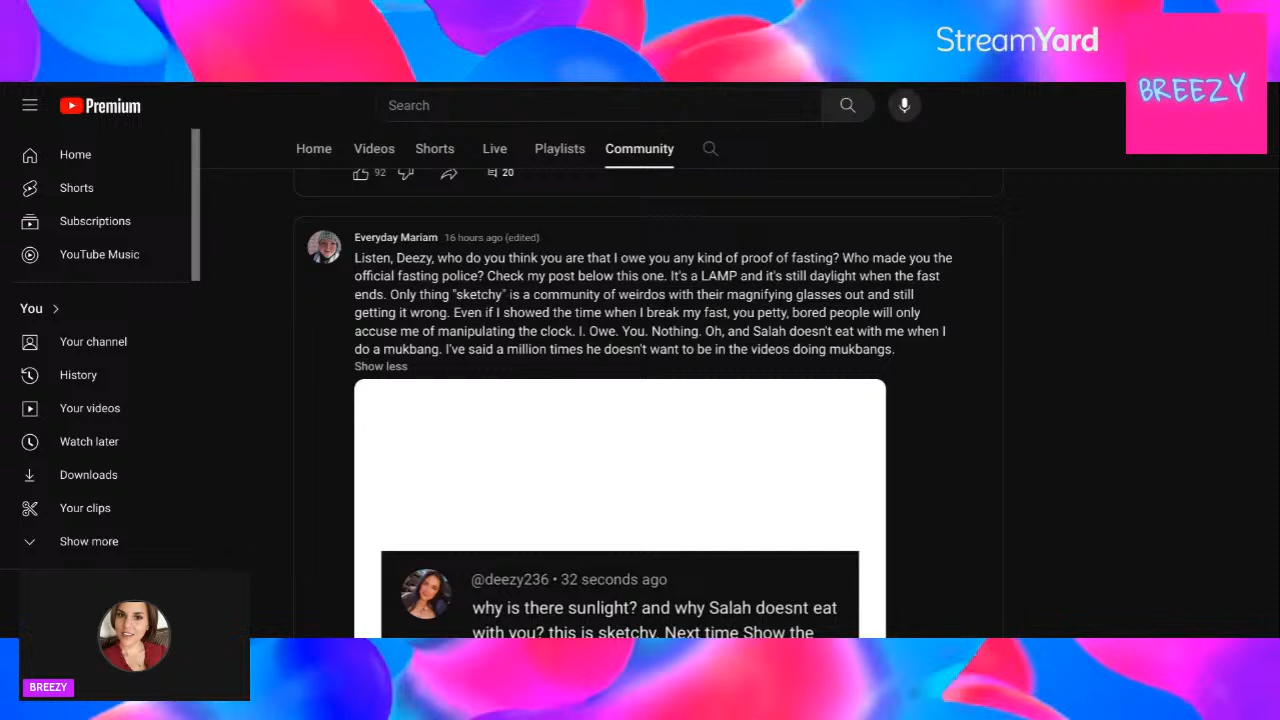 StreamYard
BREEZY
Premium
Search
Home
Videos
Shorts
Live
Playlists
Community
Home
Shorts
Subscriptions
YouTube Music
You
Your channel
History
Your videos
Watch later
Downloads
Your clips
Show more
92
20
Everyday Mariam 16 hours ago (edited)
Listen, Deezy, who do you think you are that I owe you any kind of proof of fasting? Who made you the
official fasting police? Check my post below this one. It's a LAMP and it's still daylight when the fast
ends. Only thing "sketchy" is a community of weirdos with their magnifying glasses out and still
getting it wrong. Even if I showed the time when I break my fast, you petty, bored people will only
accuse me of manipulating the clock. I. Owe. You. Nothing. Oh, and Salah doesn't eat with me when I
do a mukbang. I've said a million times he doesn't want to be in the videos doing mukbangs.
Show less
@deezy236 • 32 seconds ago
why is there sunlight? and why Salah doesnt eat
with you? this is sketchy. Next time Show the
BREEZY